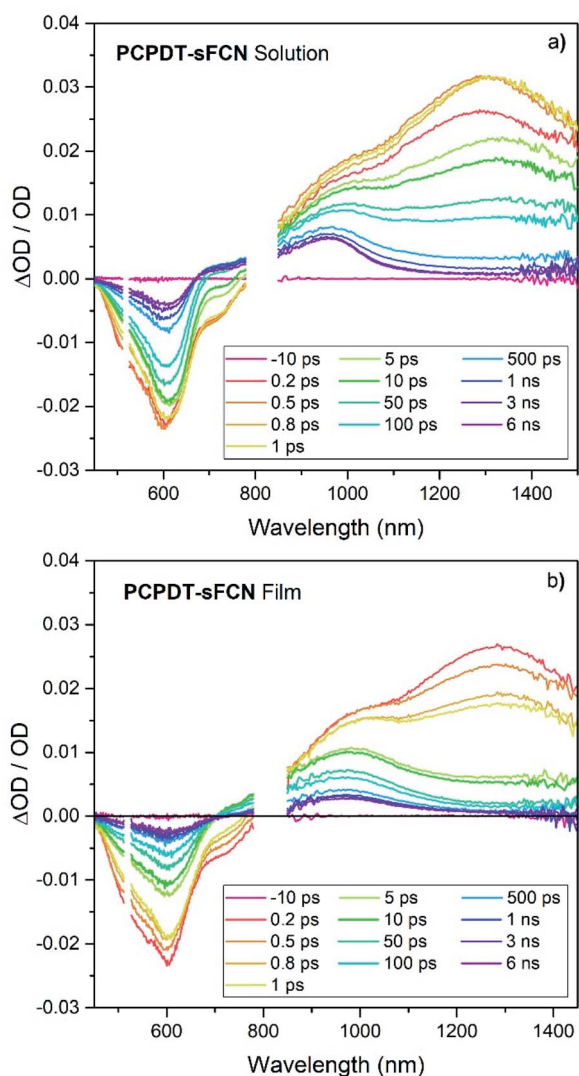 a)
PCPDT-sFCN Solution
0.04
0.03
0.02
0.01
0.00
-0.01
-0.02
-0.03
ΔOD / OD
-10 ps 5 ps 500 ps
0.2 ps 10 ps 1 ns
0.5 ps 50 ps 3 ns
0.8 ps 100 ps 6 ns
1 ps
600 800 1000 1200 1400
Wavelength (nm)
b)
PCPDT-sFCN Film
0.04
0.03
0.02
0.01
0.00
-0.01
-0.02
-0.03
ΔOD / OD
-10 ps 5 ps 500 ps
0.2 ps 10 ps 1 ns
0.5 ps 50 ps 3 ns
0.8 ps 100 ps 6 ns
1 ps
600 800 1000 1200 1400
Wavelength (nm)